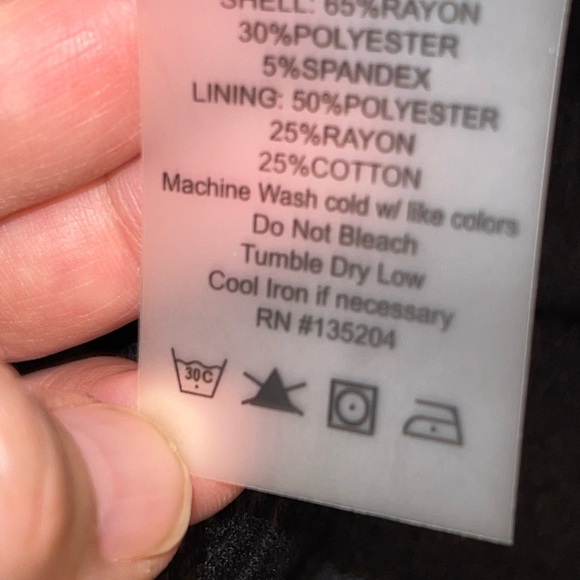 SHELL: 65%RAYON
30%POLYESTER
5%SPANDEX
LINING: 50%POLYESTER
25%RAYON
25%COTTON
Machine Wash cold w/ like colors
Do Not Bleach
Tumble Dry Low
Cool Iron if necessary
RN #135204
30C